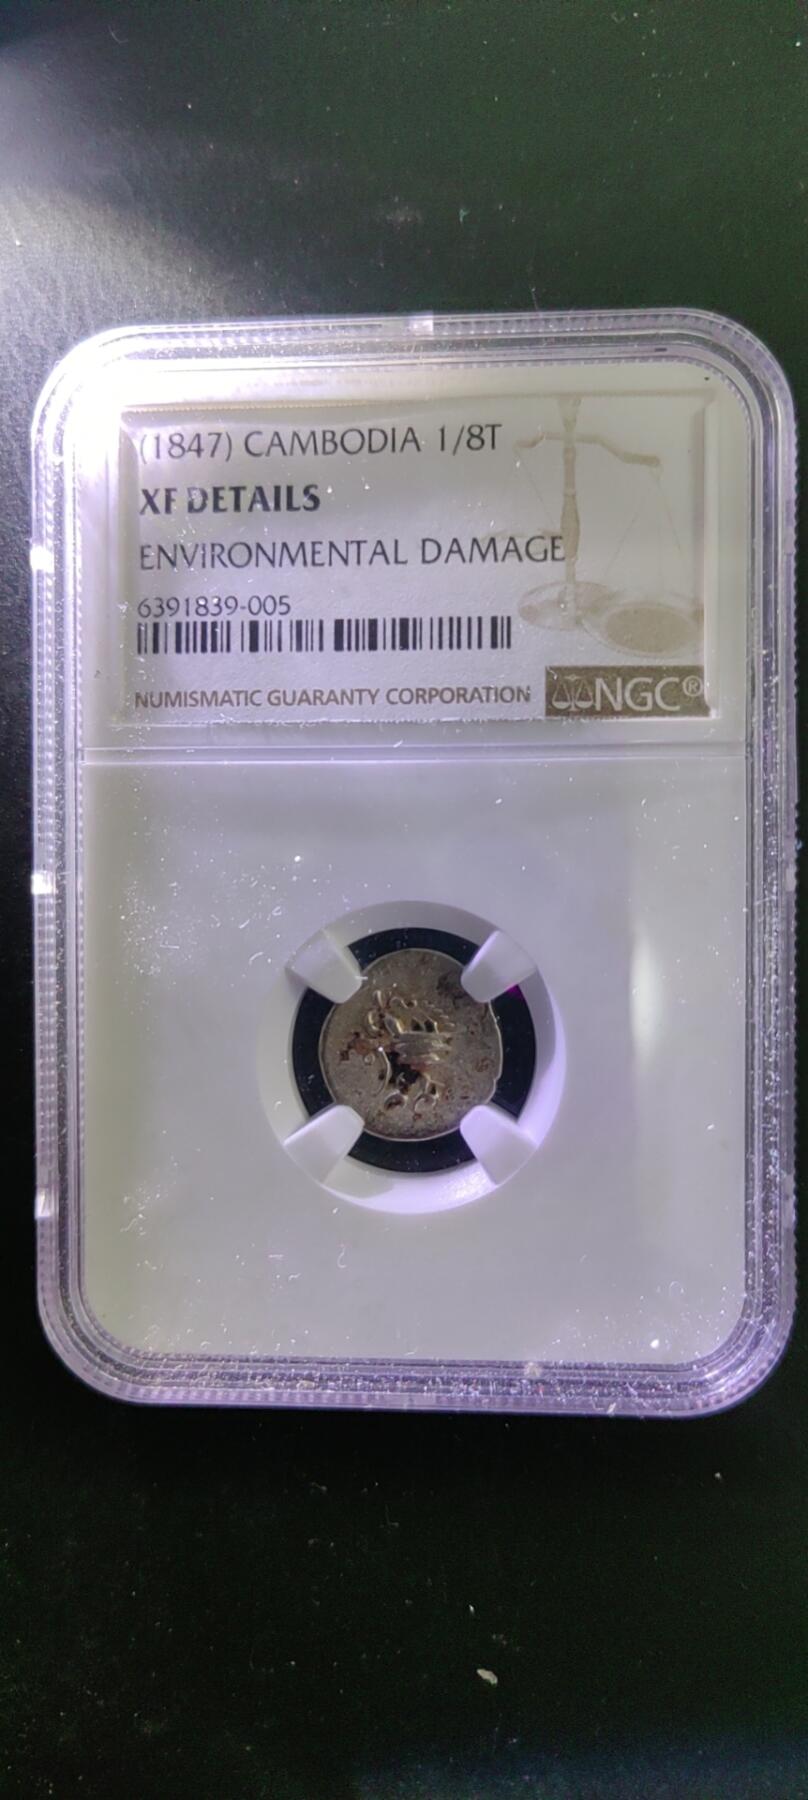 (1847) CAMBODIA 1/8T
XF DETAILS
ENVIRONMENTAL DAMAGE
6391839-005
NUMISMATIC GUARANTY CORPORATION NGC®